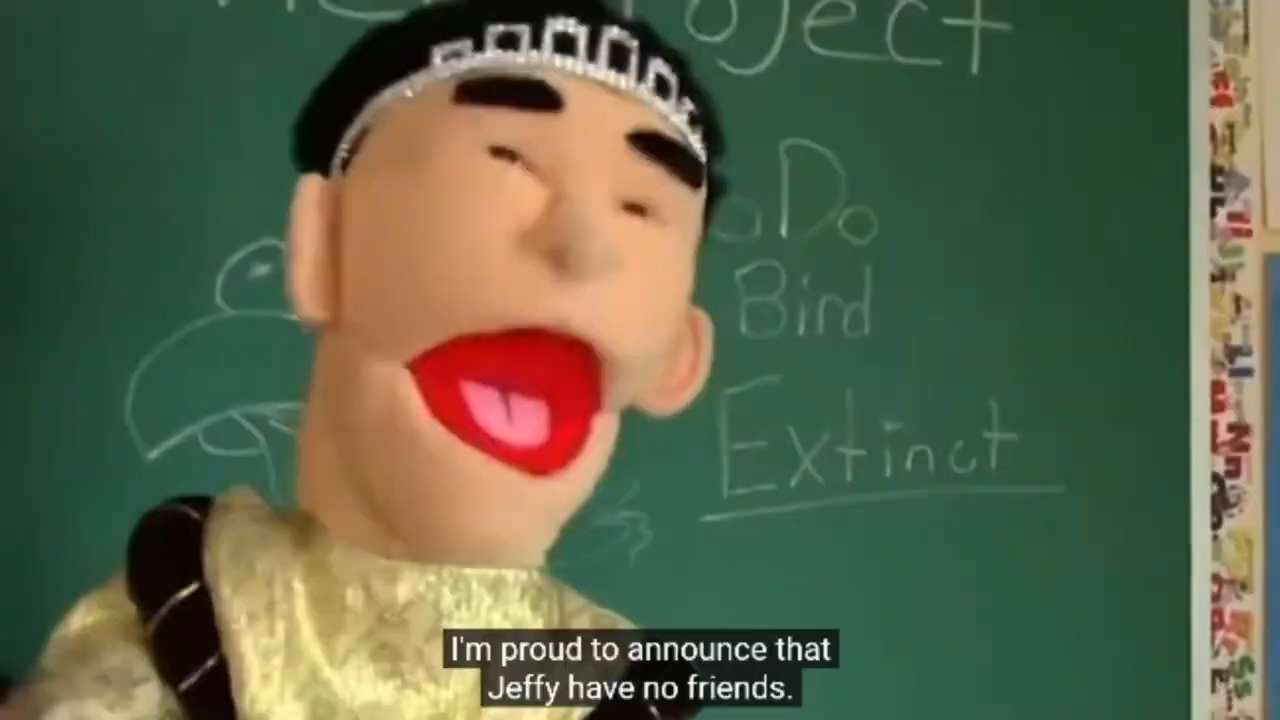 oject
Do
Bird
Extinct
I'm proud to announce that
Jeffy have no friends.